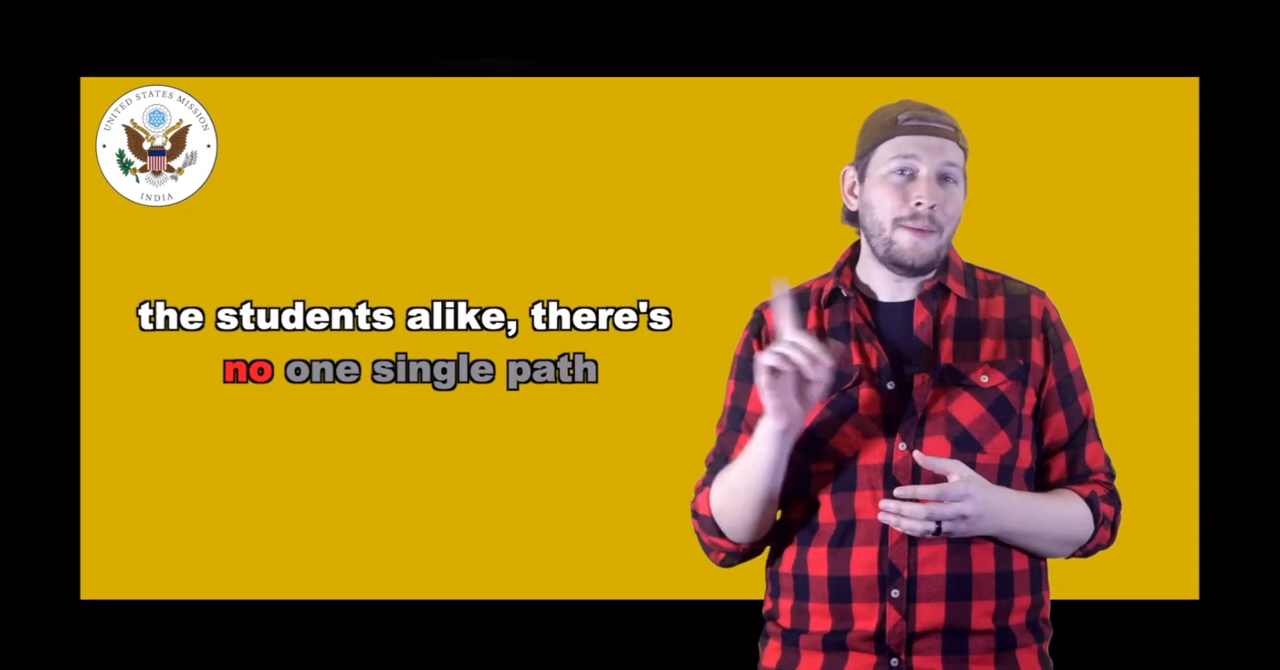 UNITED STATES MISSION
INDIA
the students alike, there's
no one single path